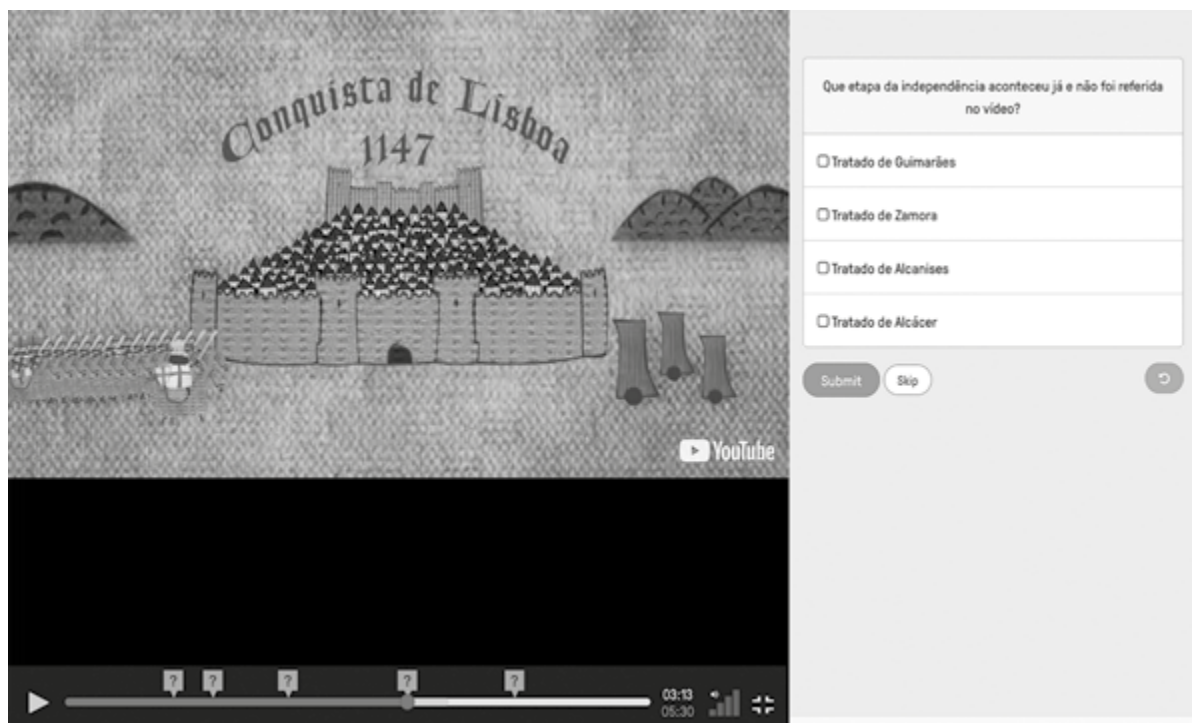 Conquista de Lisboa
1147
YouTube
?
?
?
?
?
03:13
05:30
Que etapa da independência aconteceu já e não foi referida
no vídeo?
Tratado de Guimarães
Tratado de Zamora
Tratado de Alcanises
Tratado de Alcácer
Submit
Skip